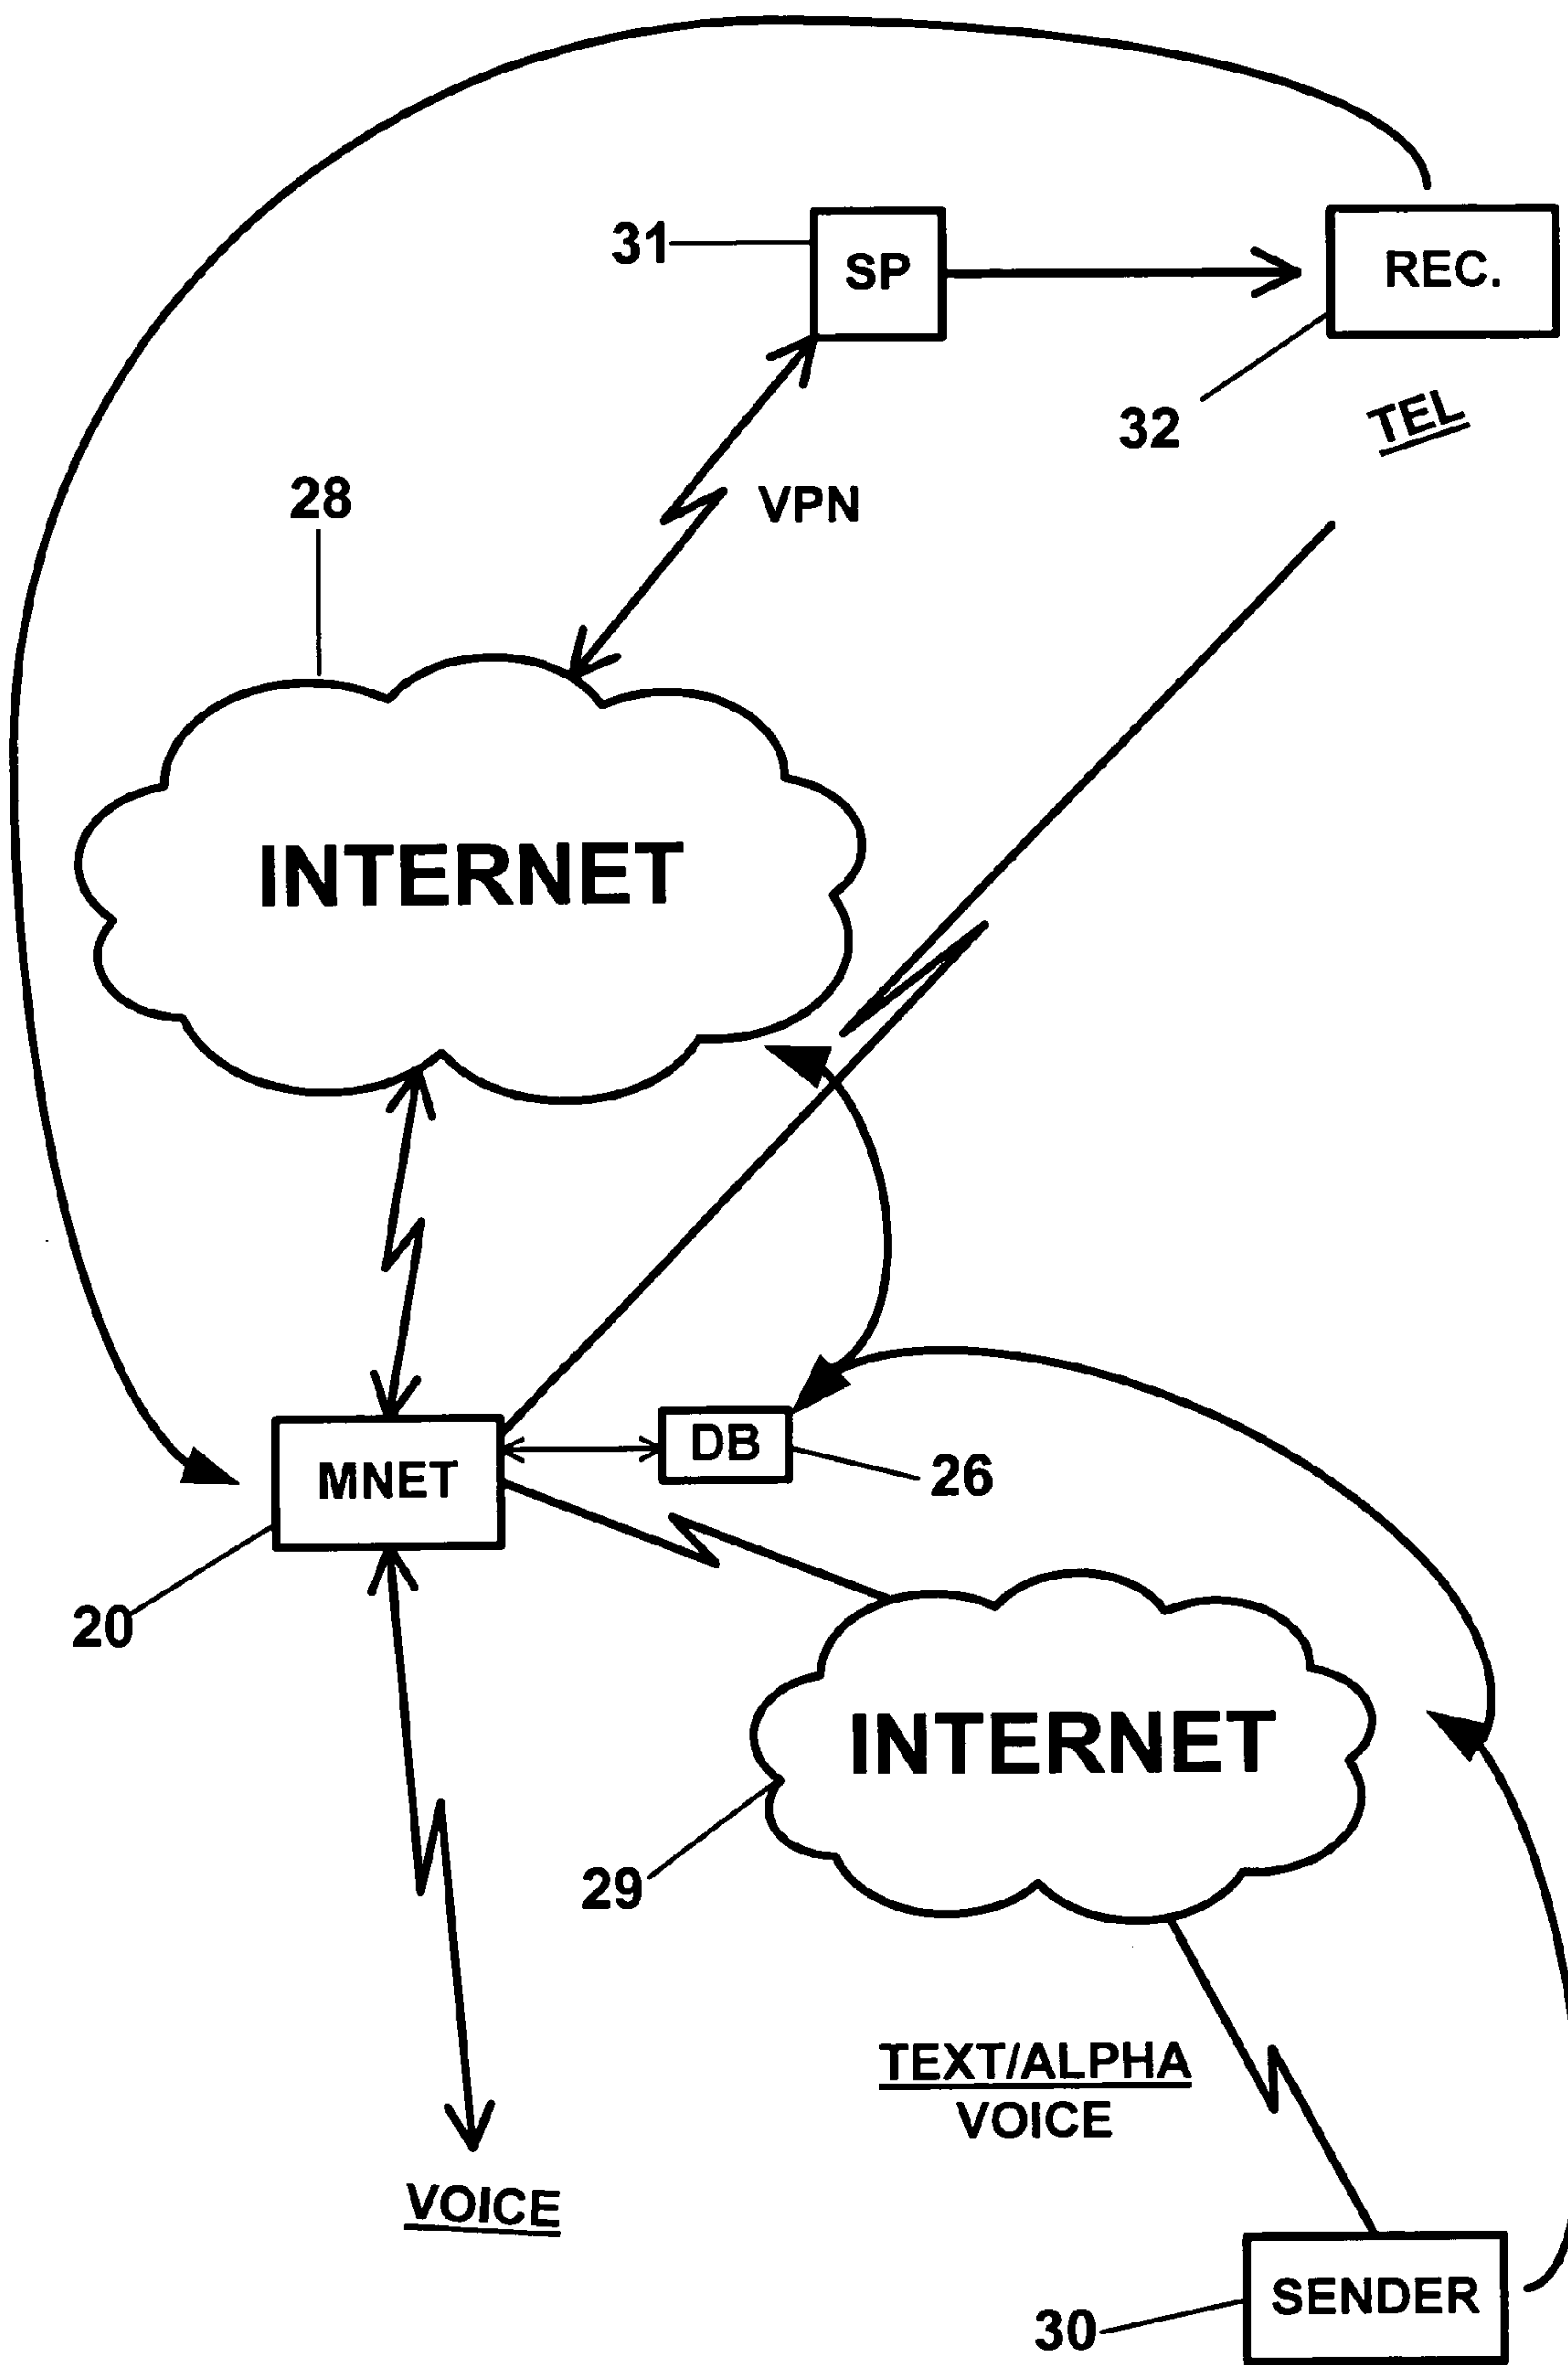 31
SP
REC.
32
TEL
28
VPN
INTERNET
DB
MNET
26
20
INTERNET
29
TEXT/ALPHA
VOICE
VOICE
SENDER
30